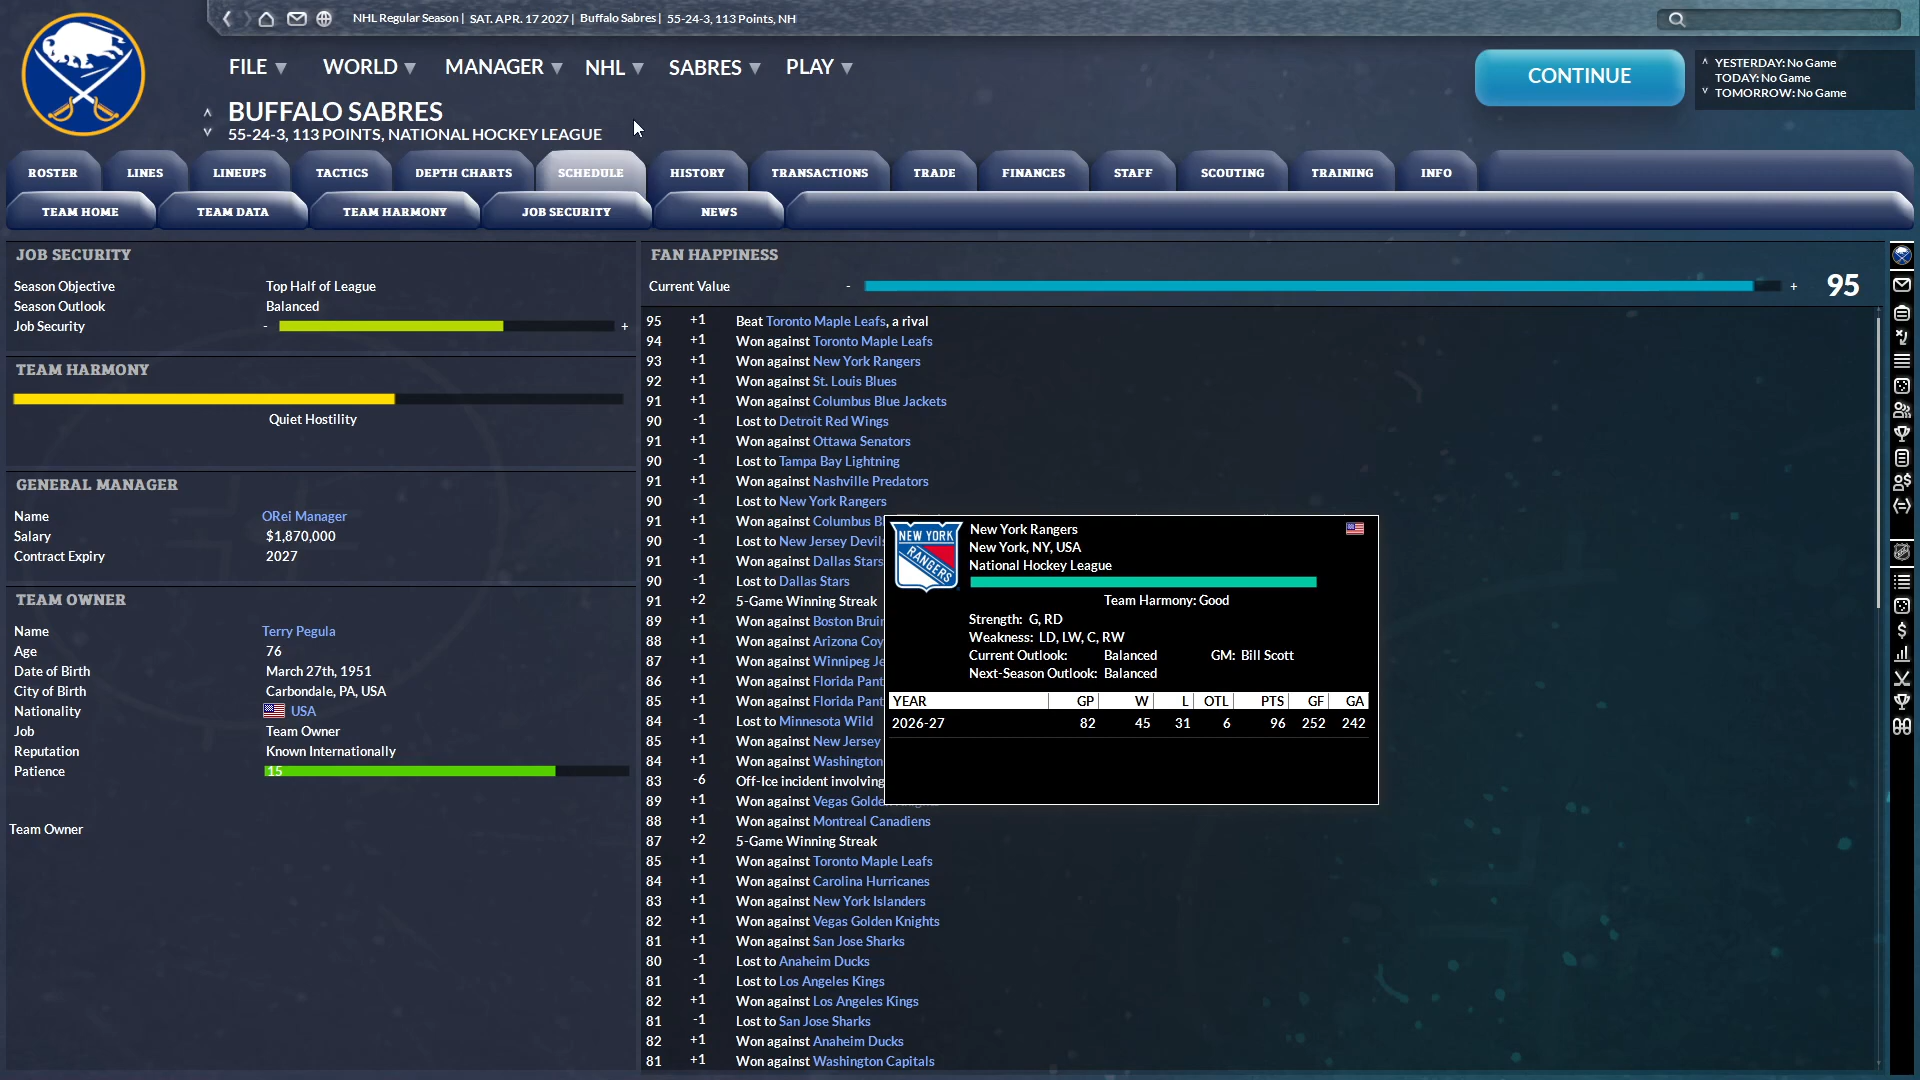 NHL Regular Season | SAT. APR. 17 2027 | Buffalo Sabres | 55-24-3, 113 Points, NH
FILE WORLD MANAGER NHL SABRES PLAY
CONTINUE
YESTERDAY: No Game
TODAY: No Game
TOMORROW: No Game
BUFFALO SABRES
55-24-3, 113 POINTS, NATIONAL HOCKEY LEAGUE
ROSTER LINES LINEUPS TACTICS DEPTH CHARTS SCHEDULE HISTORY TRANSACTIONS TRADE FINANCES STAFF SCOUTING TRAINING INFO
TEAM HOME TEAM DATA TEAM HARMONY JOB SECURITY NEWS
JOB SECURITY
Season Objective Top Half of League
Season Outlook Balanced
Job Security - +
TEAM HARMONY
Quiet Hostility
GENERAL MANAGER
Name ORei Manager
Salary $1,870,000
Contract Expiry 2027
TEAM OWNER
Name Terry Pegula
Age 76
Date of Birth March 27th, 1951
City of Birth Carbondale, PA, USA
Nationality USA
Job Team Owner
Reputation Known Internationally
Patience 15
Team Owner
FAN HAPPINESS
Current Value - + 95
95 +1 Beat Toronto Maple Leafs, a rival
94 +1 Won against Toronto Maple Leafs
93 +1 Won against New York Rangers
92 +1 Won against St. Louis Blues
91 +1 Won against Columbus Blue Jackets
90 -1 Lost to Detroit Red Wings
91 +1 Won against Ottawa Senators
90 -1 Lost to Tampa Bay Lightning
91 +1 Won against Nashville Predators
90 -1 Lost to New York Rangers
91 +1 Won against Columbus B
90 -1 Lost to New Jersey Devils
91 +1 Won against Dallas Stars
90 -1 Lost to Dallas Stars
91 +2 5-Game Winning Streak
89 +1 Won against Boston Bruin
88 +1 Won against Arizona Coy
87 +1 Won against Winnipeg Je
86 +1 Won against Florida Pant
85 +1 Won against Florida Pant
84 -1 Lost to Minnesota Wild
85 +1 Won against New Jersey
84 +1 Won against Washington
83 -6 Off-Ice incident involving
89 +1 Won against Vegas Golden
88 +1 Won against Montreal Canadiens
87 +2 5-Game Winning Streak
85 +1 Won against Toronto Maple Leafs
84 +1 Won against Carolina Hurricanes
83 +1 Won against New York Islanders
82 +1 Won against Vegas Golden Knights
81 +1 Won against San Jose Sharks
80 -1 Lost to Anaheim Ducks
81 -1 Lost to Los Angeles Kings
82 +1 Won against Los Angeles Kings
81 -1 Lost to San Jose Sharks
82 +1 Won against Anaheim Ducks
81 +1 Won against Washington Capitals
NEW YORK
RANGERS
New York Rangers
New York, NY, USA
National Hockey League
Team Harmony: Good
Strength: G, RD
Weakness: LD, LW, C, RW
Current Outlook: Balanced GM: Bill Scott
Next-Season Outlook: Balanced
YEAR GP W L OTL PTS GF GA
2026-27 82 45 31 6 96 252 242